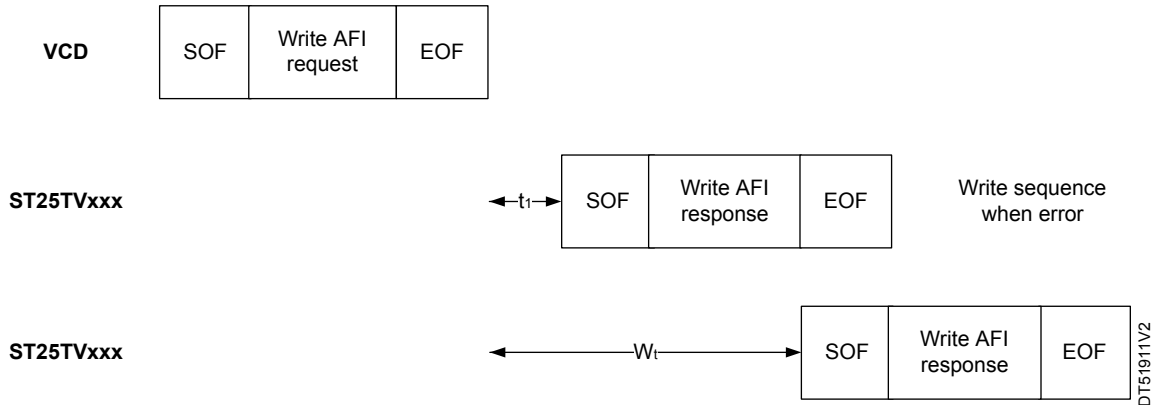 VCD
SOF
Write AFI
request
EOF
ST25TVxxx
t1
SOF
Write AFI
response
EOF
Write sequence
when error
ST25TVxxx
Wt
SOF
Write AFI
response
EOF
DT51911V2